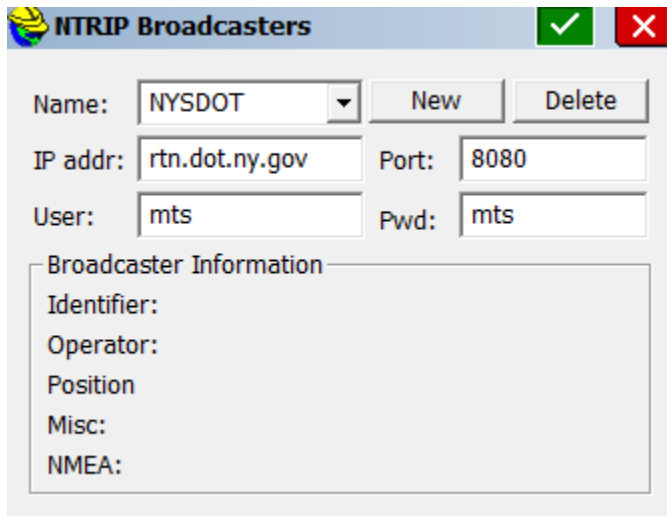 NTRIP Broadcasters
Name: NYSDOT New Delete
IP addr: rtn.dot.ny.gov Port: 8080
User: mts Pwd: mts
Broadcaster Information
Identifier:
Operator:
Position
Misc:
NMEA: